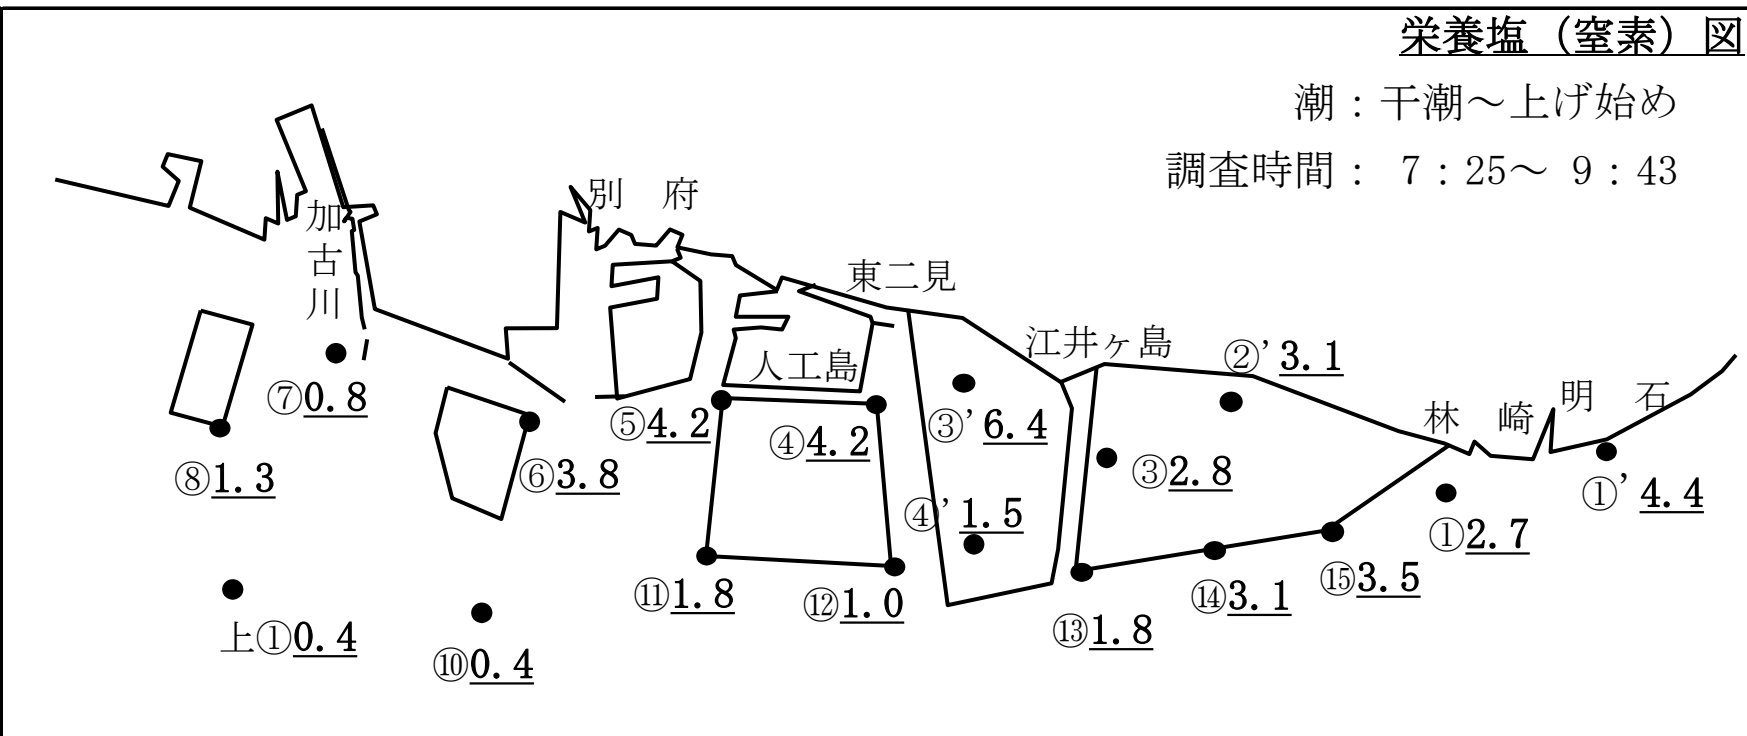 栄養塩（窒素）図
潮：干潮～上げ始め
調査時間： 7：25～ 9：43
別 府
加古川
東二見
江井ヶ島
②’3.1
人工島
明 石
林 崎
⑦0.8
⑤4.2
④4.2
③’6.4
③2.8
⑧1.3
⑥3.8
①’4.4
④’1.5
①2.7
⑪1.8
⑫1.0
⑭3.1
⑮3.5
⑬1.8
上①0.4
⑩0.4